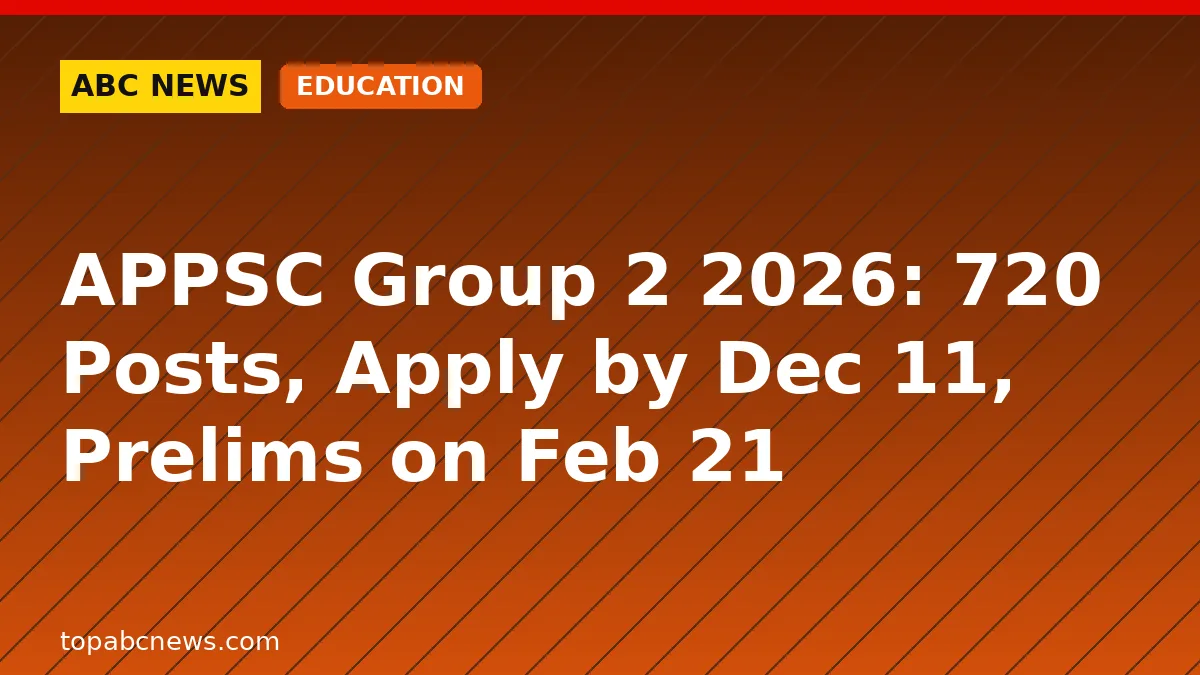 ABC NEWS
EDUCATION
APPSC Group 2 2026: 720
Posts, Apply by Dec 11,
Prelims on Feb 21
topabcnews.com